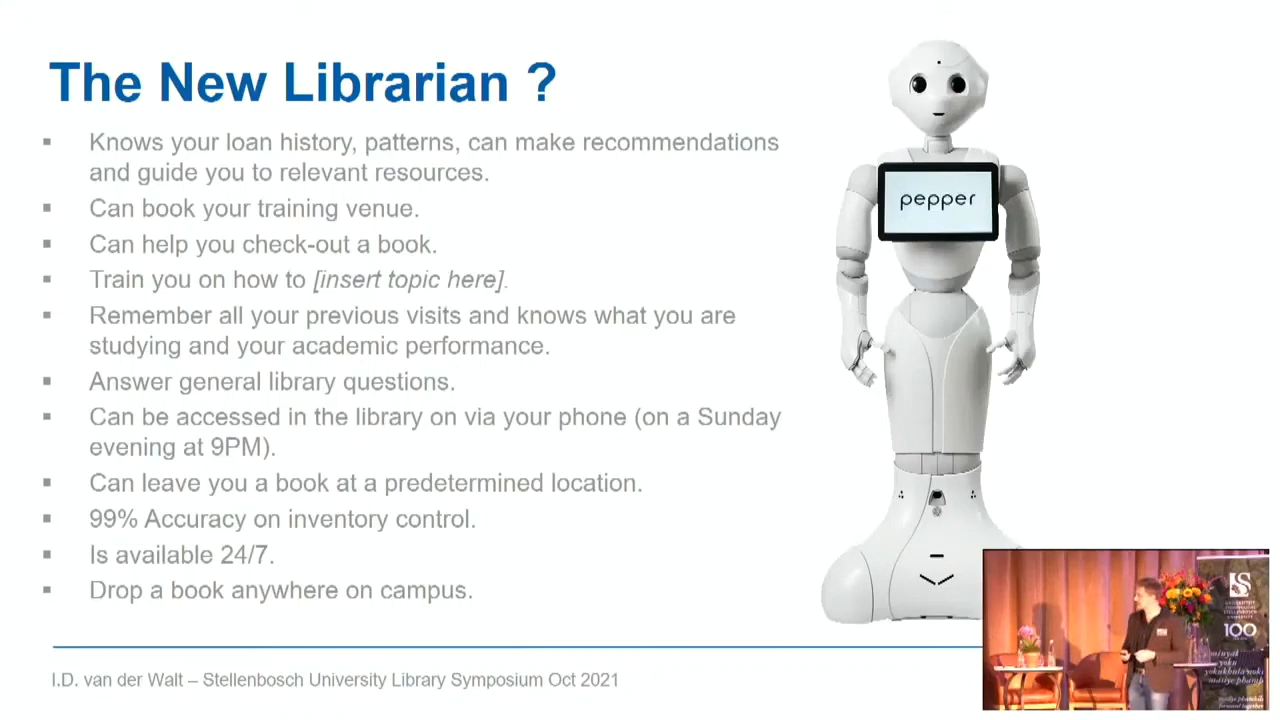 The New Librarian ?
▪ Knows your loan history, patterns, can make recommendations
and guide you to relevant resources.
▪ Can book your training venue.
▪ Can help you check-out a book.
▪ Train you on how to [insert topic here].
▪ Remember all your previous visits and knows what you are
studying and your academic performance.
▪ Answer general library questions.
▪ Can be accessed in the library on via your phone (on a Sunday
evening at 9PM).
▪ Can leave you a book at a predetermined location.
▪ 99% Accuracy on inventory control.
▪ Is available 24/7.
▪ Drop a book anywhere on campus.
pepper
I.D. van der Walt – Stellenbosch University Library Symposium Oct 2021
100